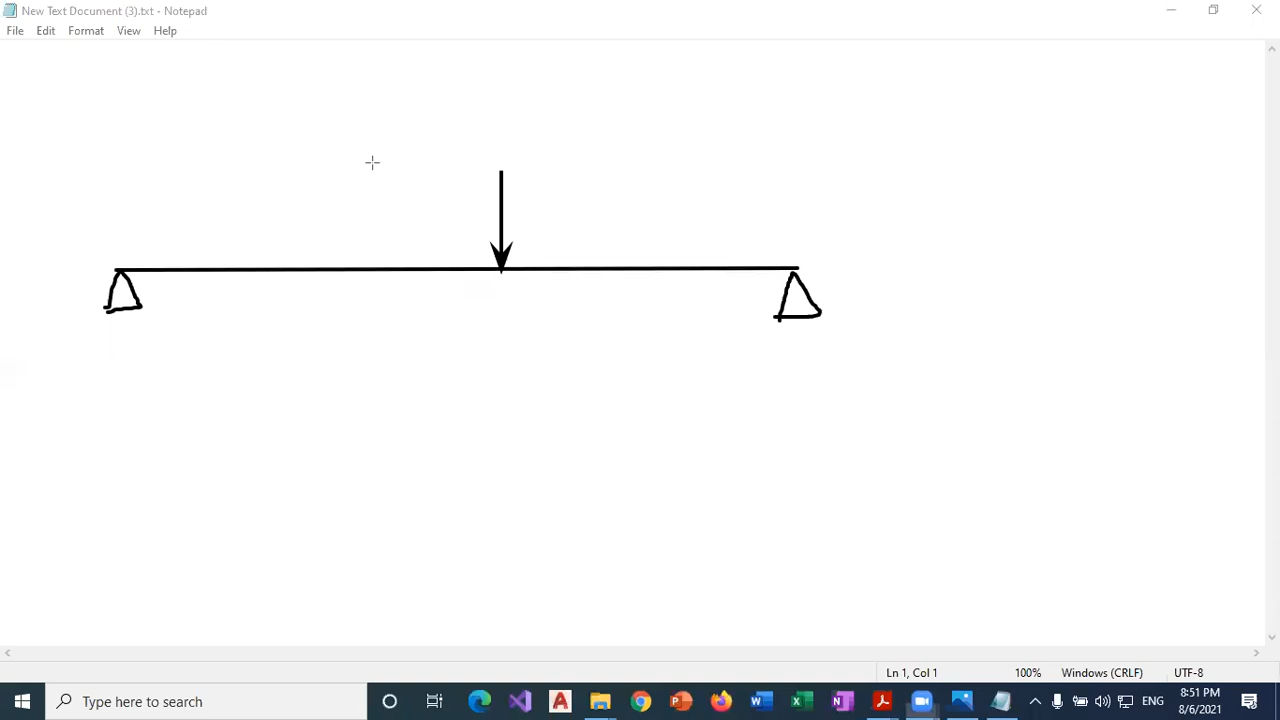 New Text Document (3).txt - Notepad
File Edit Format View Help
Ln 1, Col 1 100% Windows (CRLF) UTF-8
Type here to search
ENG
8:51 PM
8/6/2021